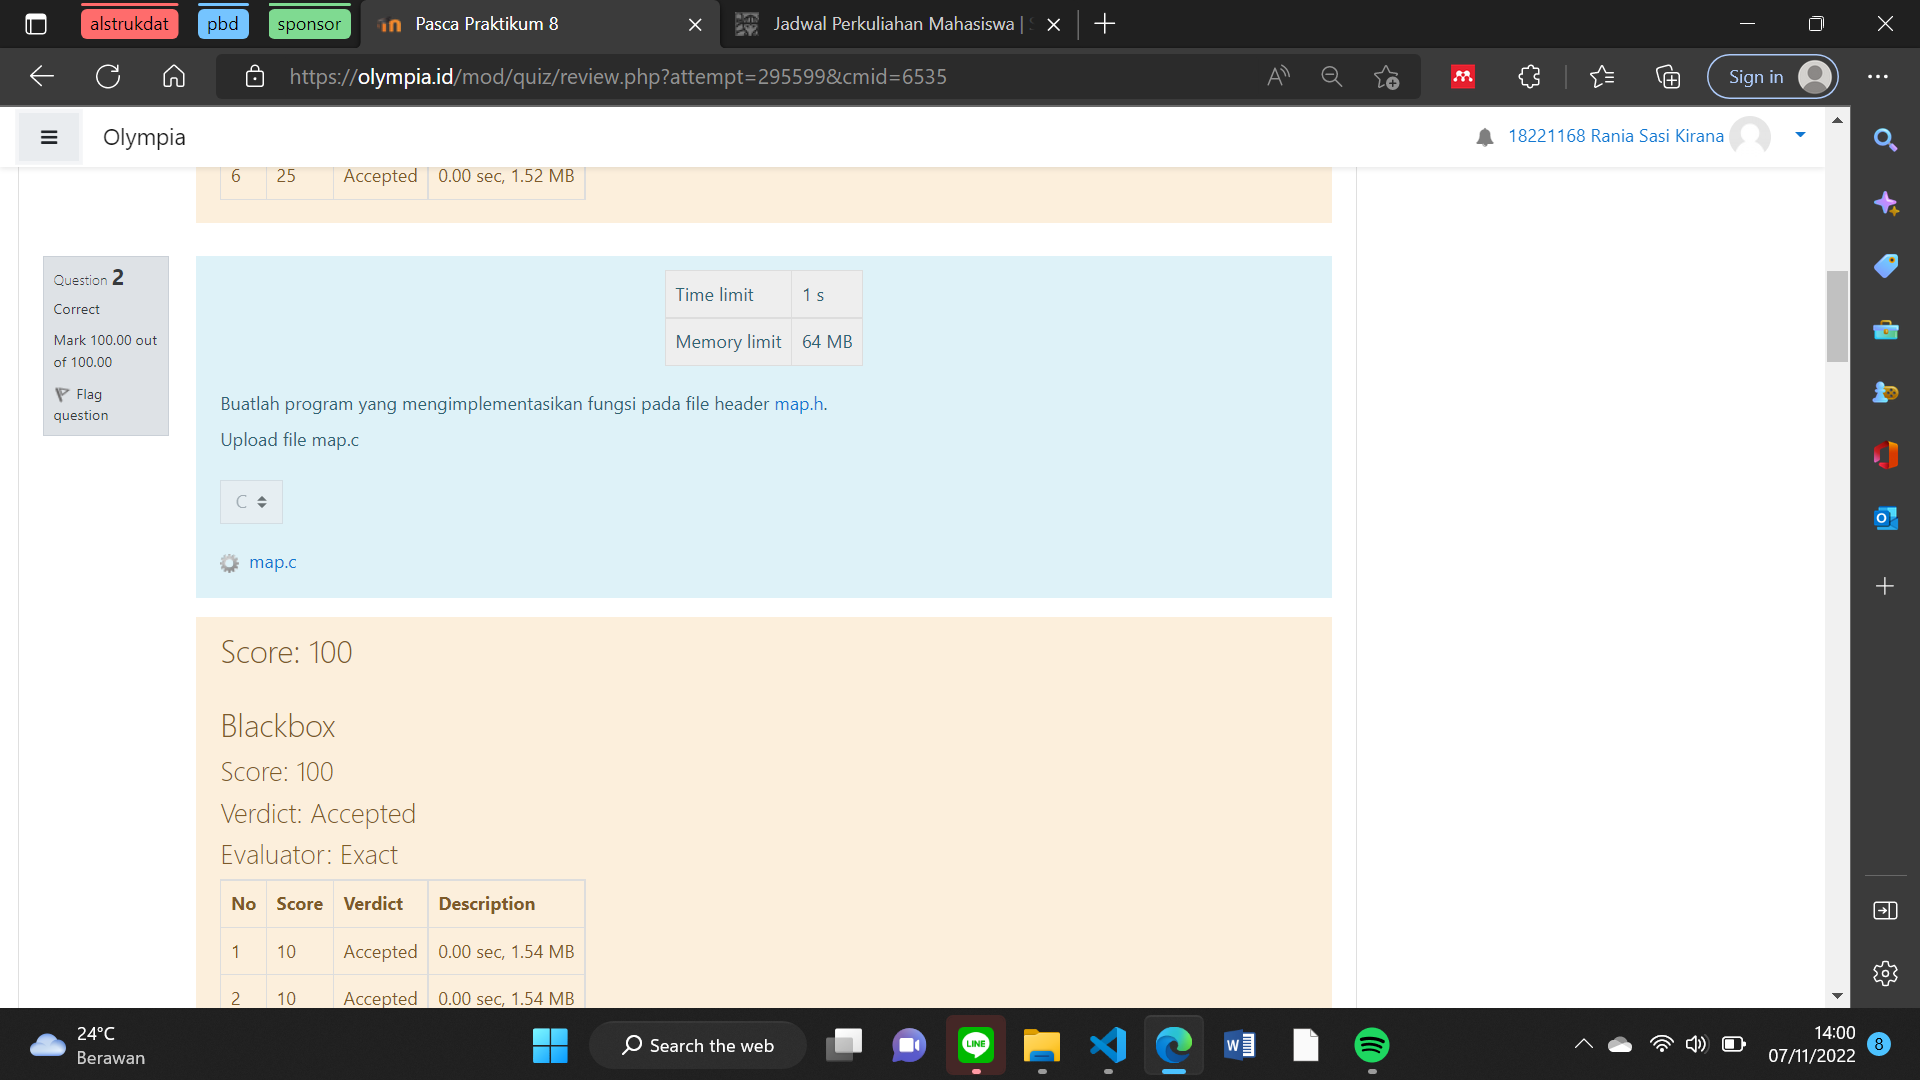 alstrukdat pbd sponsor Pasca Praktikum 8 Jadwal Perkuliahan Mahasiswa |
https://olympia.id/mod/quiz/review.php?attempt=295599&cmid=6535 Sign in
Olympia 18221168 Rania Sasi Kirana
6 25 Accepted 0.00 sec, 1.52 MB
Question 2
Correct
Mark 100.00 out
of 100.00
Flag
question
Time limit 1 s
Memory limit 64 MB
Buatlah program yang mengimplementasikan fungsi pada file header map.h.
Upload file map.c
C
map.c
Score: 100
Blackbox
Score: 100
Verdict: Accepted
Evaluator: Exact
No Score Verdict Description
1 10 Accepted 0.00 sec, 1.54 MB
2 10 Accepted 0.00 sec, 1.54 MB
24°C
Berawan
Search the web
LINE
14:00
07/11/2022
8